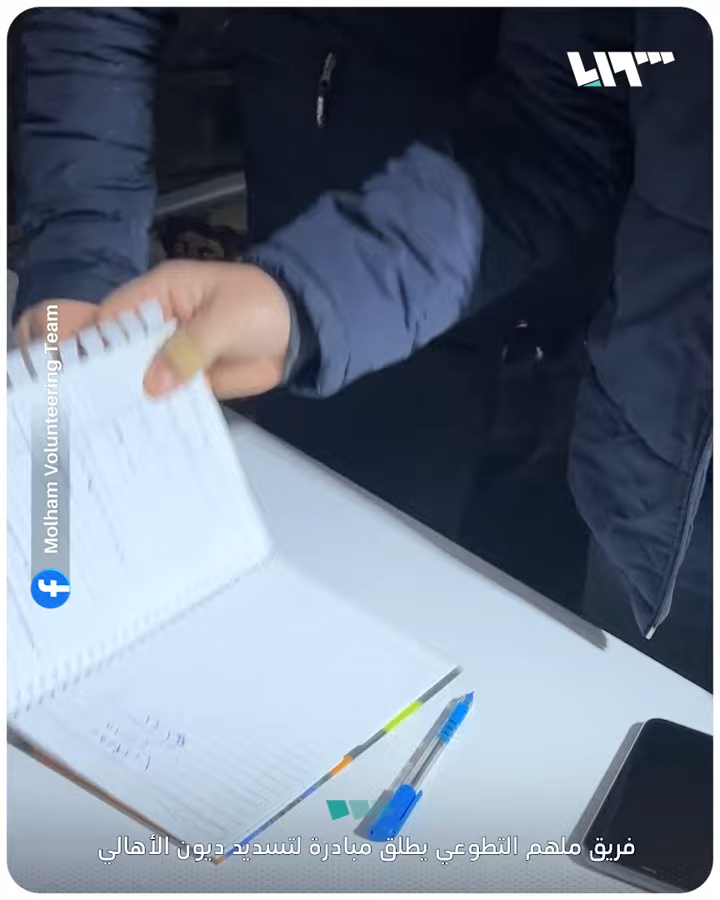 Molham Volunteering Team
فريق ملهم التطوعي يطلق مبادرة لتسديد ديون الأهالي